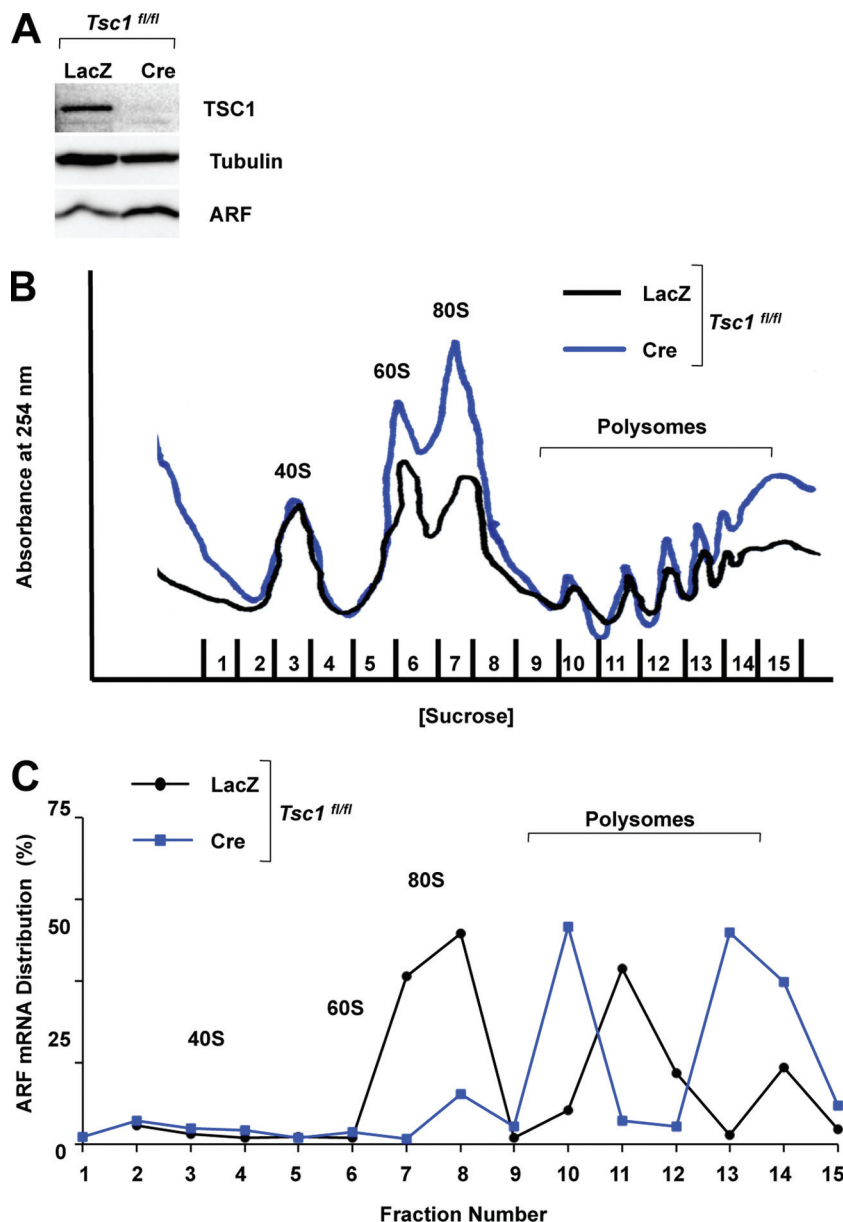 A
Tsc1 fl/fl
LacZ Cre
TSC1
Tubulin
ARF
B
LacZ
Cre
Tsc1 fl/fl
80S
60S
40S
Polysomes
Absorbance at 254 nm
1 2 3 4 5 6 7 8 9 10 11 12 13 14 15
[Sucrose]
C
LacZ
Cre
Tsc1 fl/fl
Polysomes
80S
60S
40S
ARF mRNA Distribution (%)
75
50
25
0
1 2 3 4 5 6 7 8 9 10 11 12 13 14 15
Fraction Number